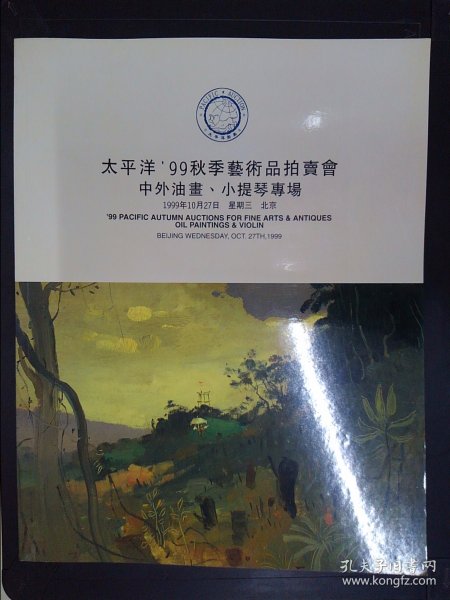 PACIFIC AUCTION
太平洋'99秋季藝術品拍賣會
中外油畫、小提琴專場
1999年10月27日 星期三 北京
'99 PACIFIC AUTUMN AUCTIONS FOR FINE ARTS & ANTIQUES
OIL PAINTINGS & VIOLIN
BEIJING WEDNESDAY, OCT. 27TH,1999
孔夫子旧书网
www.kongfz.com